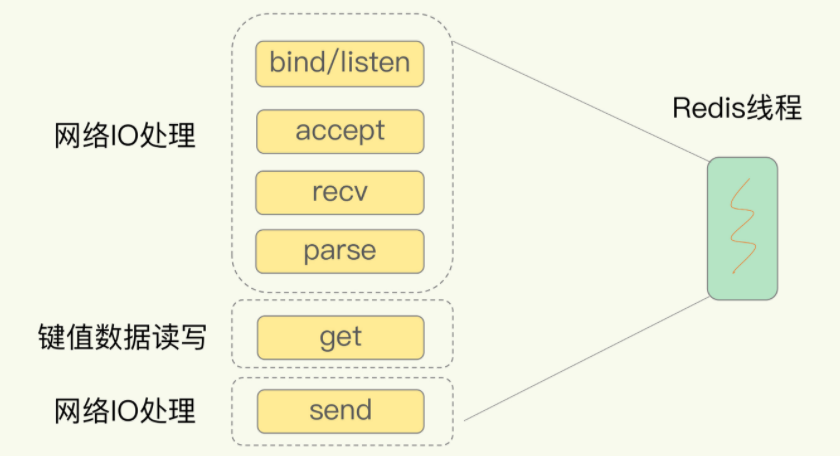 bind/listen
Redis线程
网络IO处理
accept
recv
parse
键值数据读写
get
网络IO处理
send